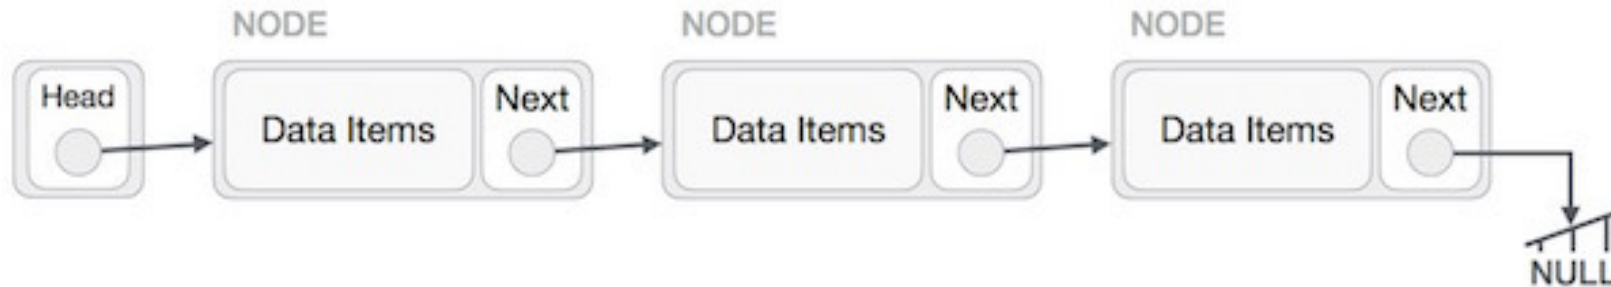 NODE NODE NODE
Head Next Next Next
Data Items Data Items Data Items
NULL